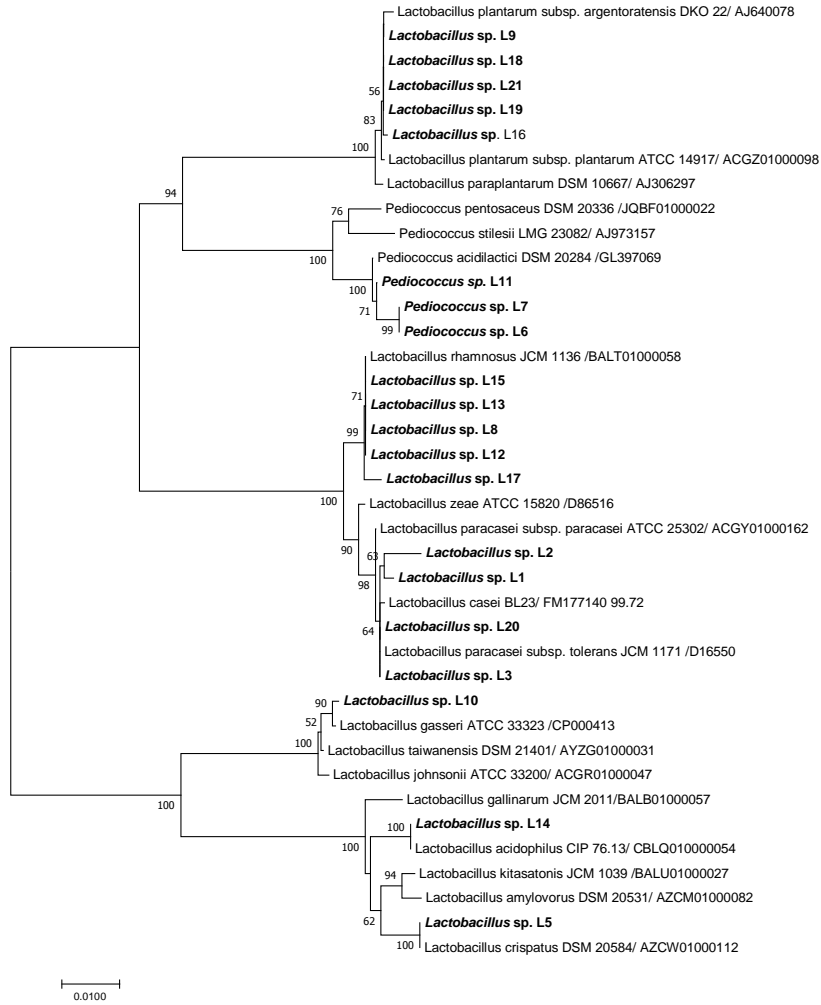 Lactobacillus plantarum subsp. argentoratensis DKO 22/ AJ640078
Lactobacillus sp. L9
Lactobacillus sp. L18
Lactobacillus sp. L21
56
Lactobacillus sp. L19
83
Lactobacillus sp. L16
100
Lactobacillus plantarum subsp. plantarum ATCC 14917/ ACGZ01000098
Lactobacillus paraplantarum DSM 10667/ AJ306297
94
76
Pediococcus pentosaceus DSM 20336 /JQBF01000022
Pediococcus stilesii LMG 23082/ AJ973157
100
Pediococcus acidilactici DSM 20284 /GL397069
Pediococcus sp. L11
100
Pediococcus sp. L7
71
Pediococcus sp. L6
99
Lactobacillus rhamnosus JCM 1136 /BALT01000058
Lactobacillus sp. L15
71
Lactobacillus sp. L13
99
Lactobacillus sp. L8
Lactobacillus sp. L12
Lactobacillus sp. L17
100
Lactobacillus zeae ATCC 15820 /D86516
Lactobacillus paracasei subsp. paracasei ATCC 25302/ ACGY01000162
90
63
Lactobacillus sp. L2
Lactobacillus sp. L1
98
Lactobacillus casei BL23/ FM177140 99.72
Lactobacillus sp. L20
64
Lactobacillus paracasei subsp. tolerans JCM 1171 /D16550
Lactobacillus sp. L3
90
Lactobacillus sp. L10
52
Lactobacillus gasseri ATCC 33323 /CP000413
100
Lactobacillus taiwanensis DSM 21401/ AYZG01000031
Lactobacillus johnsonii ATCC 33200/ ACGR01000047
100
Lactobacillus gallinarum JCM 2011/BALB01000057
100
Lactobacillus sp. L14
100
Lactobacillus acidophilus CIP 76.13/ CBLQ010000054
94
Lactobacillus kitasatonis JCM 1039 /BALU01000027
Lactobacillus amylovorus DSM 20531/ AZCM01000082
62
Lactobacillus sp. L5
100
Lactobacillus crispatus DSM 20584/ AZCW01000112
0.0100